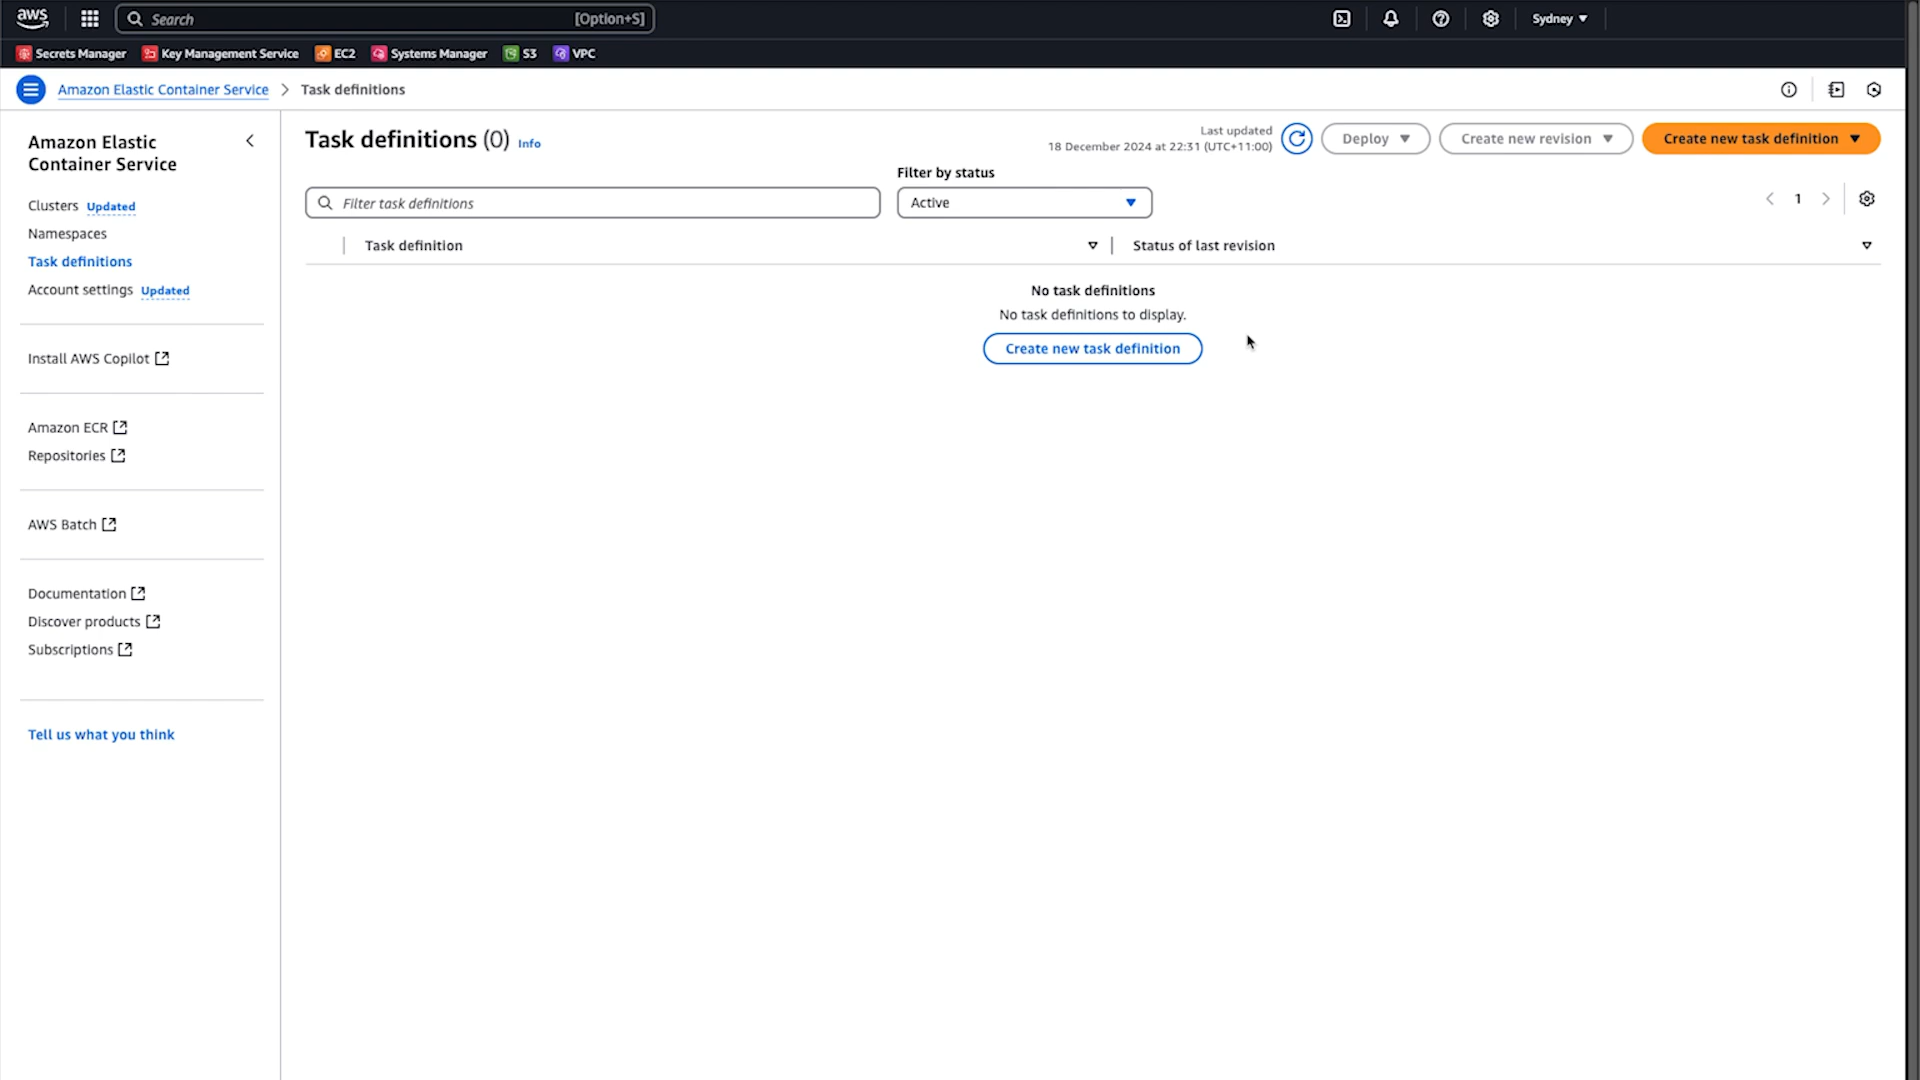 aws
Search [Option+S]
Sydney
Secrets Manager Key Management Service EC2 Systems Manager S3 VPC
Amazon Elastic Container Service > Task definitions
Amazon Elastic
Container Service
Clusters Updated
Namespaces
Task definitions
Account settings Updated
Install AWS Copilot
Amazon ECR
Repositories
AWS Batch
Documentation
Discover products
Subscriptions
Tell us what you think
Task definitions (0) Info
Last updated
18 December 2024 at 22:31 (UTC+11:00)
Deploy
Create new revision
Create new task definition
Filter by status
Filter task definitions
Active
1
Task definition
Status of last revision
No task definitions
No task definitions to display.
Create new task definition